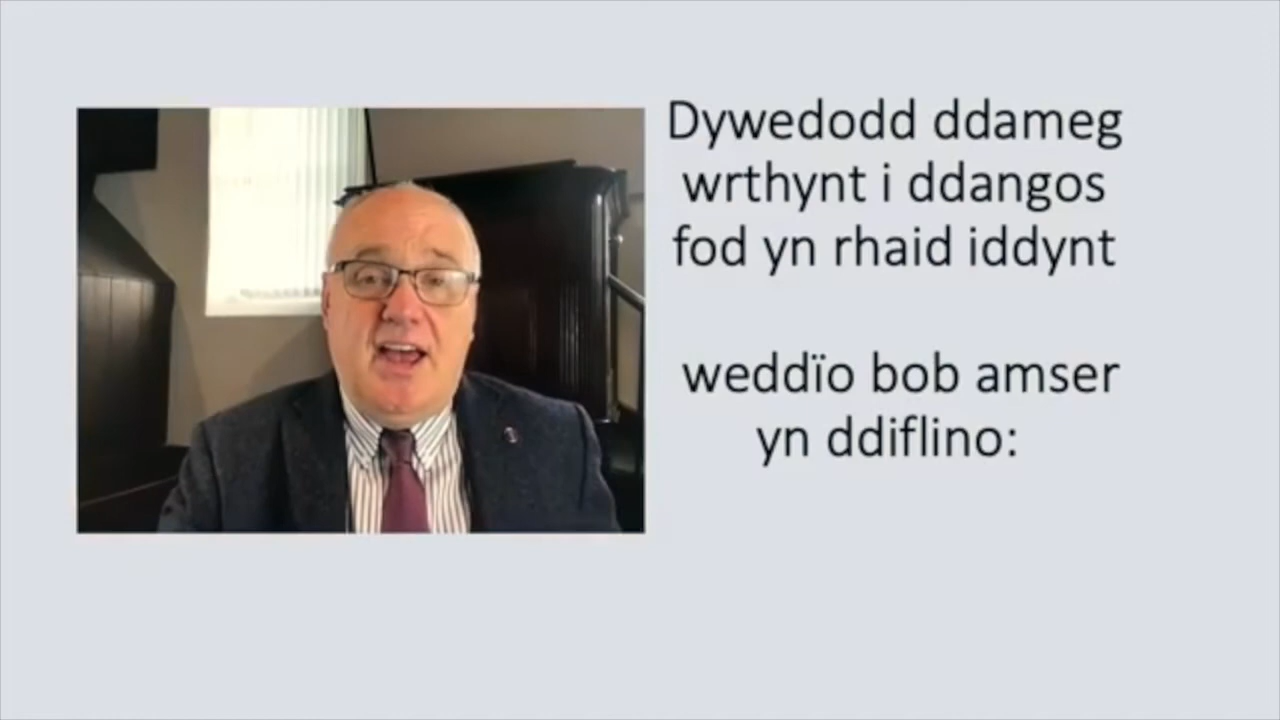 Dywedodd ddameg
wrthynt i ddangos
fod yn rhaid iddynt
weddïo bob amser
yn ddiflino: